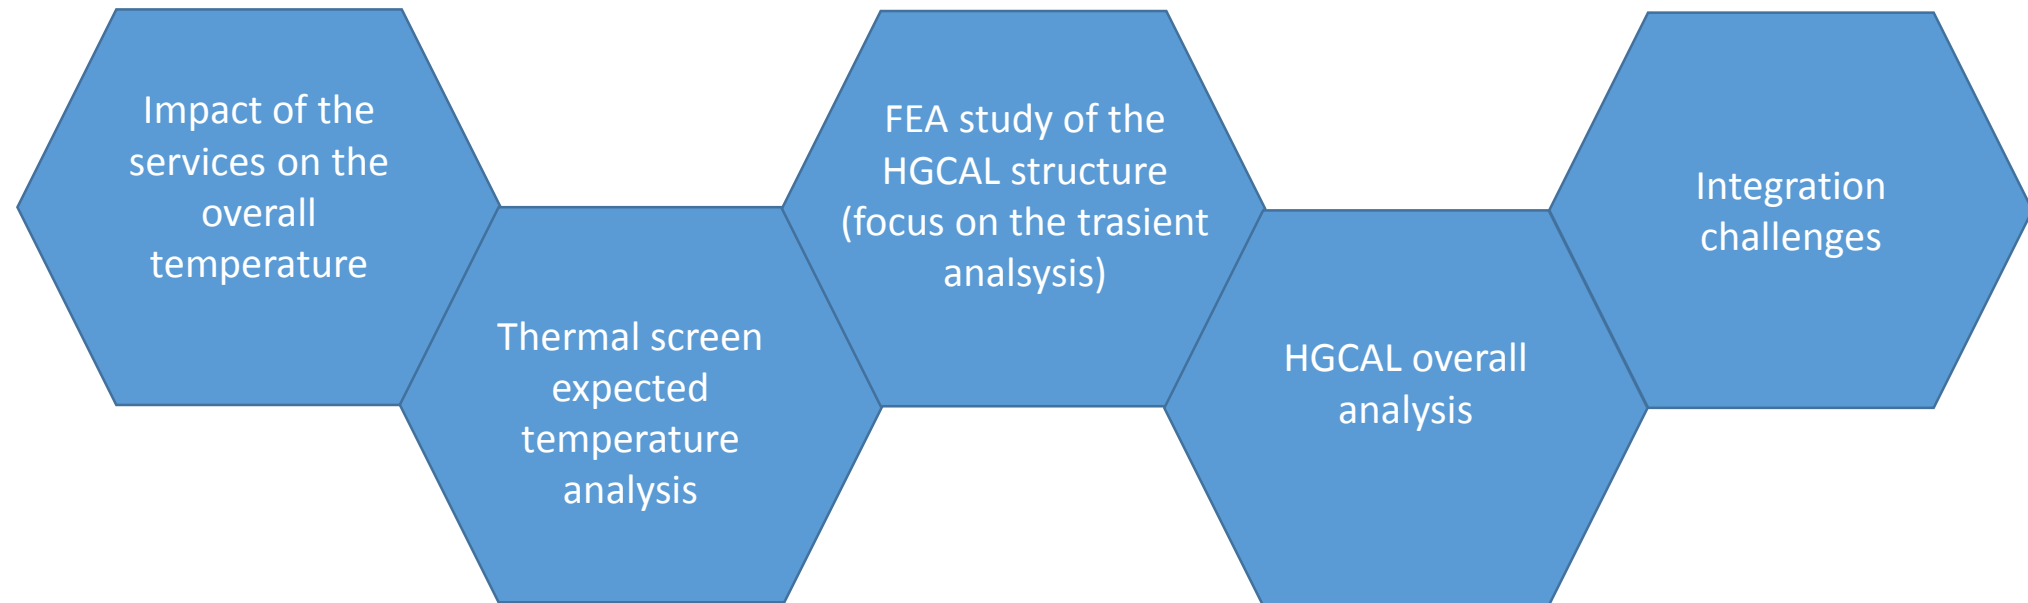 Impact of the
services on the
overall
temperature
Thermal screen
expected
temperature
analysis
FEA study of the
HGCAL structure
(focus on the trasient
analsysis)
HGCAL overall
analysis
Integration
challenges